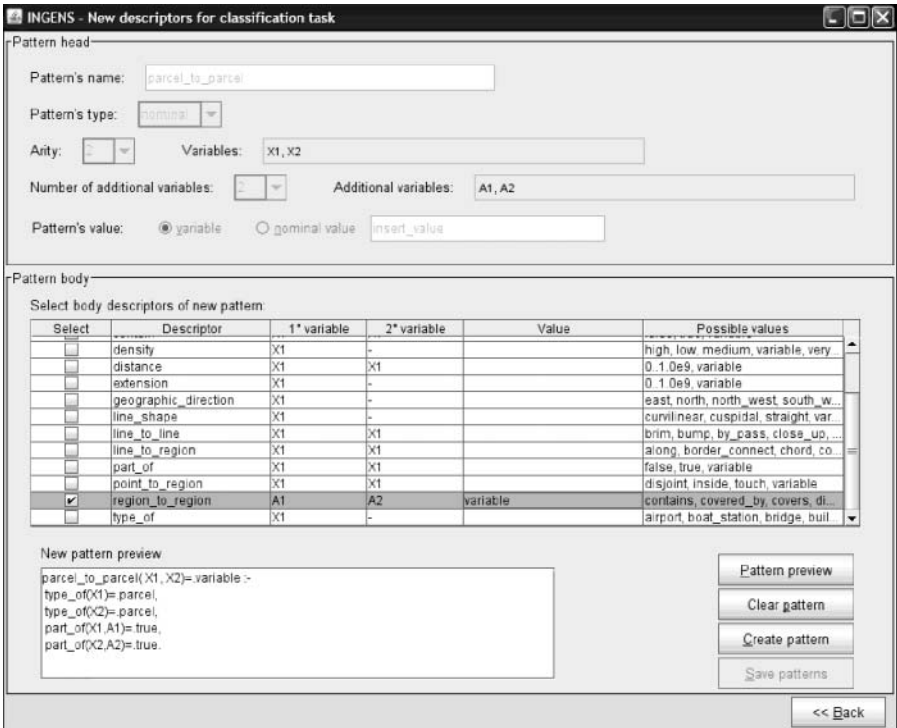 INGENS - New descriptors for classification task
Pattern head
Pattern's name: parcel_to_parcel
Pattern's type: nominal
Arity: 2 Variables: X1, X2
Number of additional variables: 2 Additional variables: A1, A2
Pattern's value: variable nominal value insert_value
Pattern body
Select body descriptors of new pattern:
Select Descriptor 1° variable 2° variable Value Possible values
density X1 - high, low, medium, variable, very...
distance X1 X1 0..1.0e9, variable
extension X1 - 0..1.0e9, variable
geographic_direction X1 - east, north, north_west, south_w...
line_shape X1 - curvilinear, cuspidal, straight, var...
line_to_line X1 X1 brim, bump, by_pass, close_up, ...
line_to_region X1 X1 along, border_connect, chord, co...
part_of X1 X1 false, true, variable
point_to_region X1 X1 disjoint, inside, touch, variable
region_to_region A1 A2 variable contains, covered_by, covers, di...
type_of X1 - airport, boat_station, bridge, buil...
New pattern preview
parcel_to_parcel( X1, X2)=.variable :-
type_of(X1)=.parcel,
type_of(X2)=.parcel,
part_of(X1,A1)=.true,
part_of(X2,A2)=.true.
Pattern preview
Clear pattern
Create pattern
Save patterns
<< Back